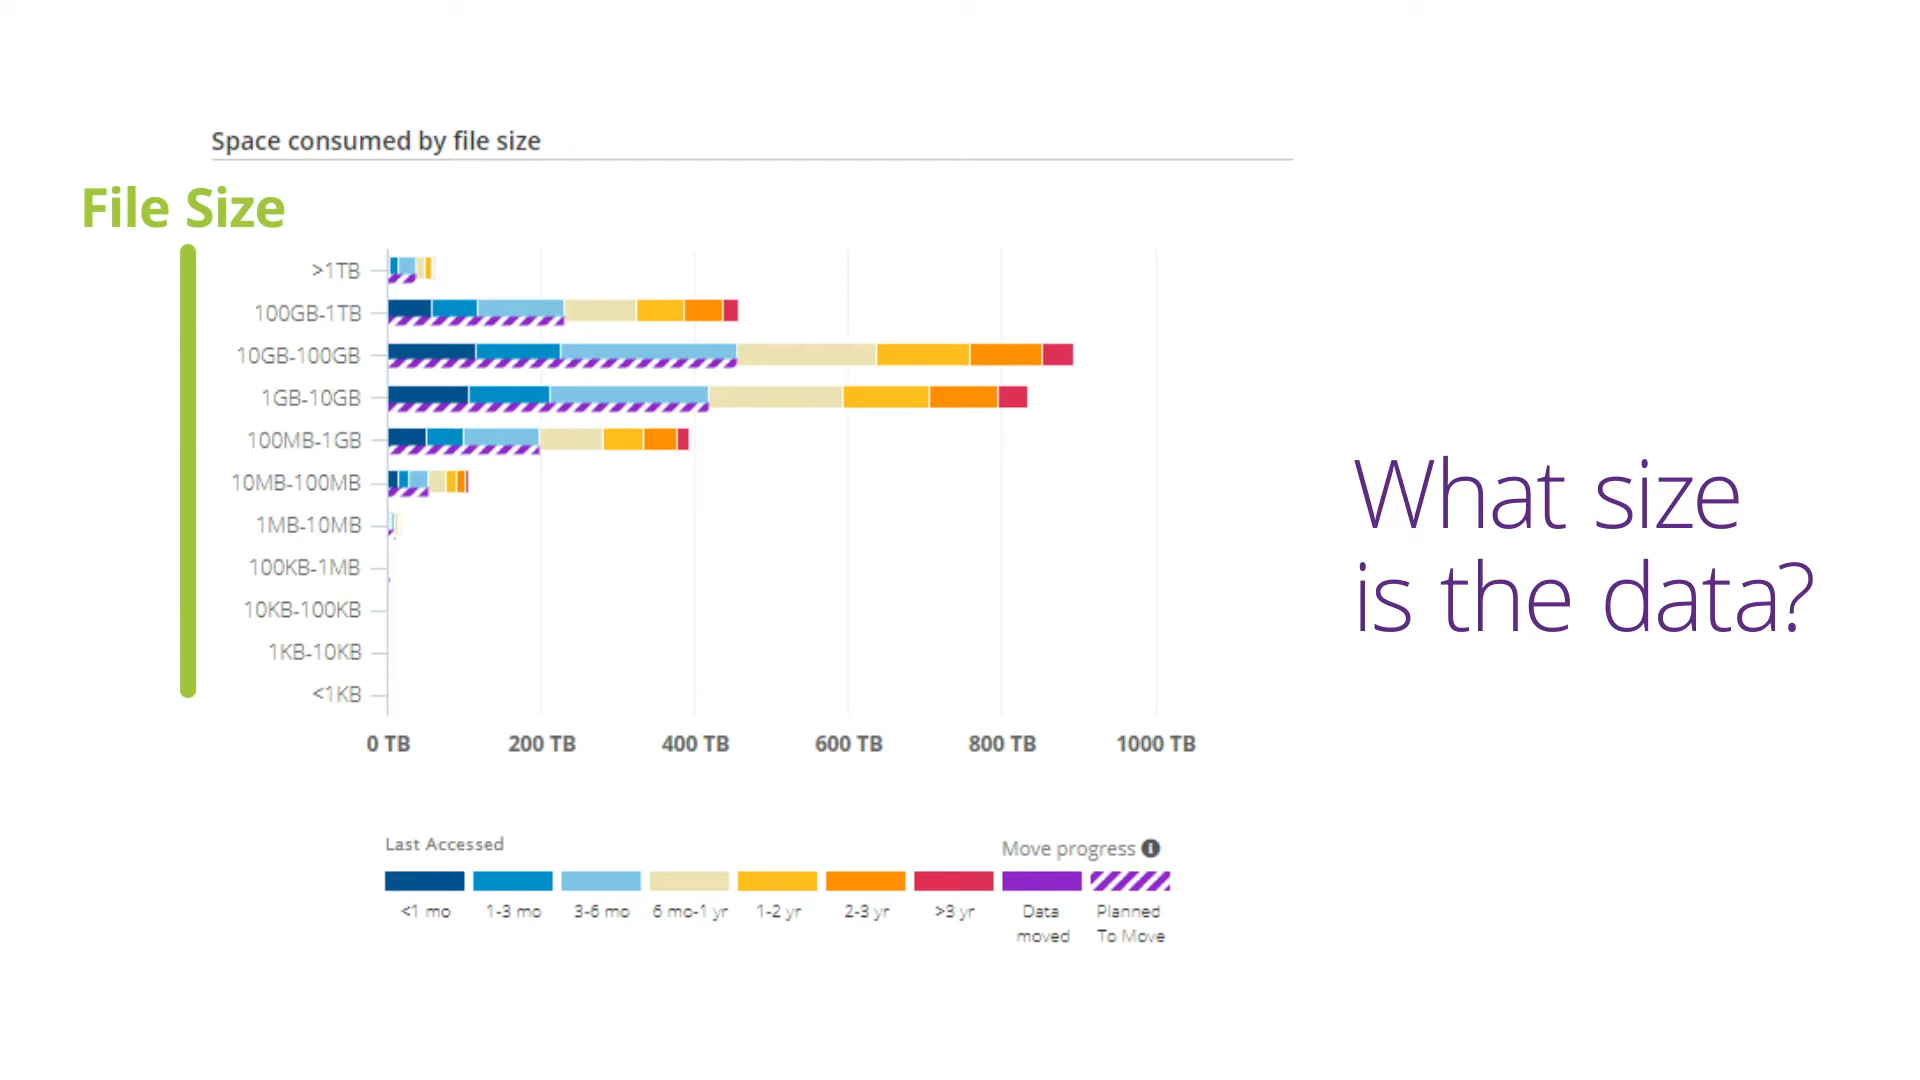 Space consumed by file size
File Size
>1TB
100GB-1TB
10GB-100GB
1GB-10GB
100MB-1GB
10MB-100MB
1MB-10MB
100KB-1MB
10KB-100KB
1KB-10KB
<1KB
0 TB 200 TB 400 TB 600 TB 800 TB 1000 TB
What size
is the data?
Last Accessed
Move progress
<1 mo 1-3 mo 3-6 mo 6 mo-1 yr 1-2 yr 2-3 yr >3 yr Data Planned
moved To Move